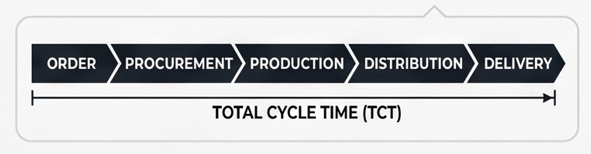 ORDER PROCUREMENT PRODUCTION DISTRIBUTION DELIVERY
TOTAL CYCLE TIME (TCT)